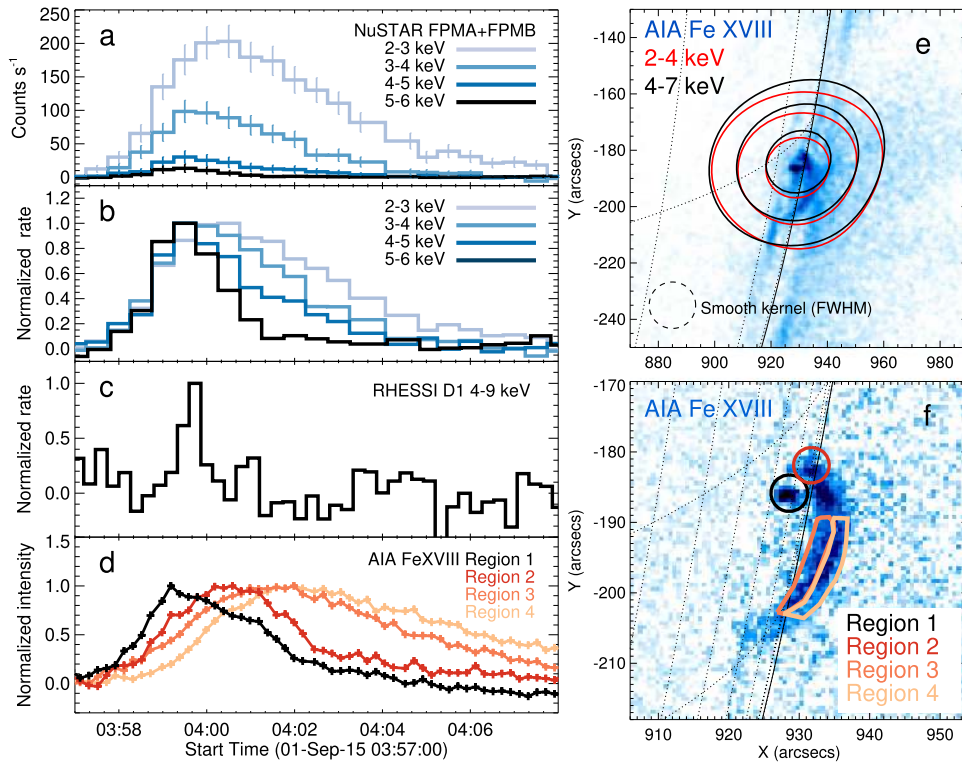 a
NuSTAR FPMA+FPMB
2-3 keV
3-4 keV
4-5 keV
5-6 keV
Counts s⁻¹
250
200
150
100
50
0
b
2-3 keV
3-4 keV
4-5 keV
5-6 keV
Normalized rate
1.2
1.0
0.8
0.6
0.4
0.2
0.0
c
RHESSI D1 4-9 keV
Normalized rate
1.0
0.5
0.0
d
AIA FeXVIII Region 1
Region 2
Region 3
Region 4
Normalized intensity
1.5
1.0
0.5
0.0
03:58 04:00 04:02 04:04 04:06
Start Time (01-Sep-15 03:57:00)
AIA Fe XVIII
e
2-4 keV
4-7 keV
Smooth kernel (FWHM)
Y (arcsecs)
-140
-160
-180
-200
-220
-240
880 900 920 940 960 980
AIA Fe XVIII
f
Region 1
Region 2
Region 3
Region 4
Y (arcsecs)
-170
-180
-190
-200
-210
910 920 930 940 950
X (arcsecs)